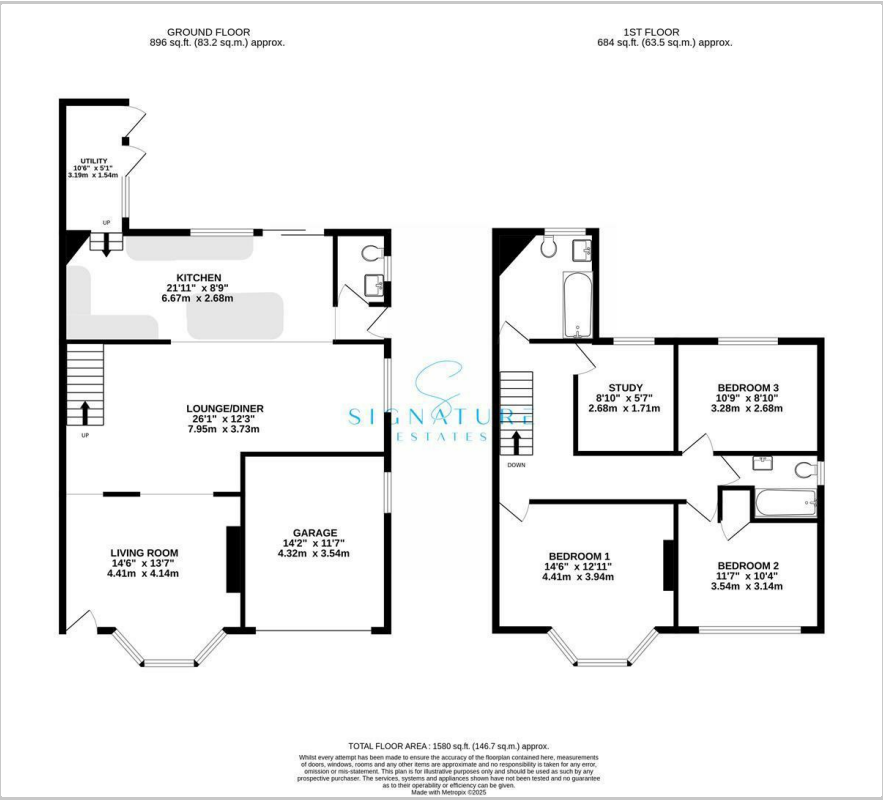 GROUND FLOOR
896 sq.ft. (83.2 sq.m.) approx.
1ST FLOOR
684 sq.ft. (63.5 sq.m.) approx.
UTILITY
10'6" x 5'1"
3.19m x 1.54m
UP
KITCHEN
21'11" x 8'9"
6.67m x 2.68m
LOUNGE/DINER
26'1" x 12'3"
7.95m x 3.73m
UP
LIVING ROOM
14'6" x 13'7"
4.41m x 4.14m
GARAGE
14'2" x 11'7"
4.32m x 3.54m
S
SIGNATURE
ESTATES
STUDY
8'10" x 5'7"
2.68m x 1.71m
BEDROOM 3
10'9" x 8'10"
3.28m x 2.68m
DOWN
BEDROOM 1
14'6" x 12'11"
4.41m x 3.94m
BEDROOM 2
11'7" x 10'4"
3.54m x 3.14m
TOTAL FLOOR AREA : 1580 sq.ft. (146.7 sq.m.) approx.
Whilst every attempt has been made to ensure the accuracy of the floorplan contained here, measurements
of doors, windows, rooms and any other items are approximate and no responsibility is taken for any error,
omission or mis-statement. This plan is for illustrative purposes only and should be used as such by any
prospective purchaser. The services, systems and appliances shown have not been tested and no guarantee
as to their operability or efficiency can be given.
Made with Metropix ©2025